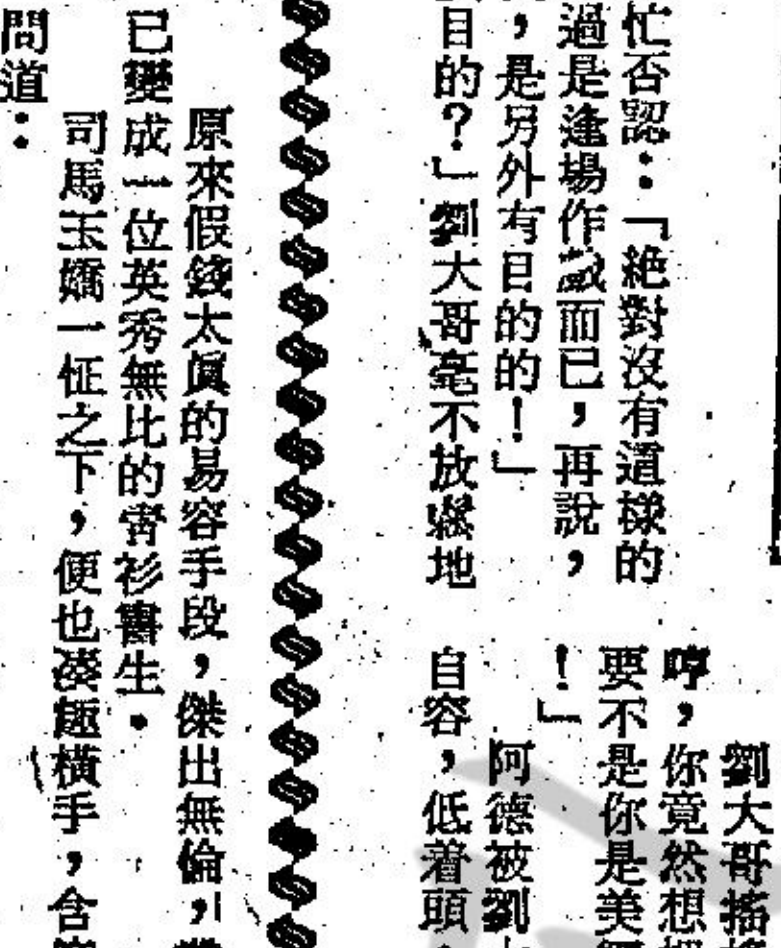 忙否認：「絕對沒有這樣的
過是逢場作戲而已，再說，
，是另外有目的的！」
目的？」劉大哥毫不放鬆地
劉大哥搖
哼，你竟然想
要不是你是美
！」
阿德被劉
自容，低着頭，
原來假錢太眞的易容手段，傑出無倫，
已變成一位英秀無比的青衫書生。
司馬玉嬌一怔之下，便也湊趣橫手，含
問道：